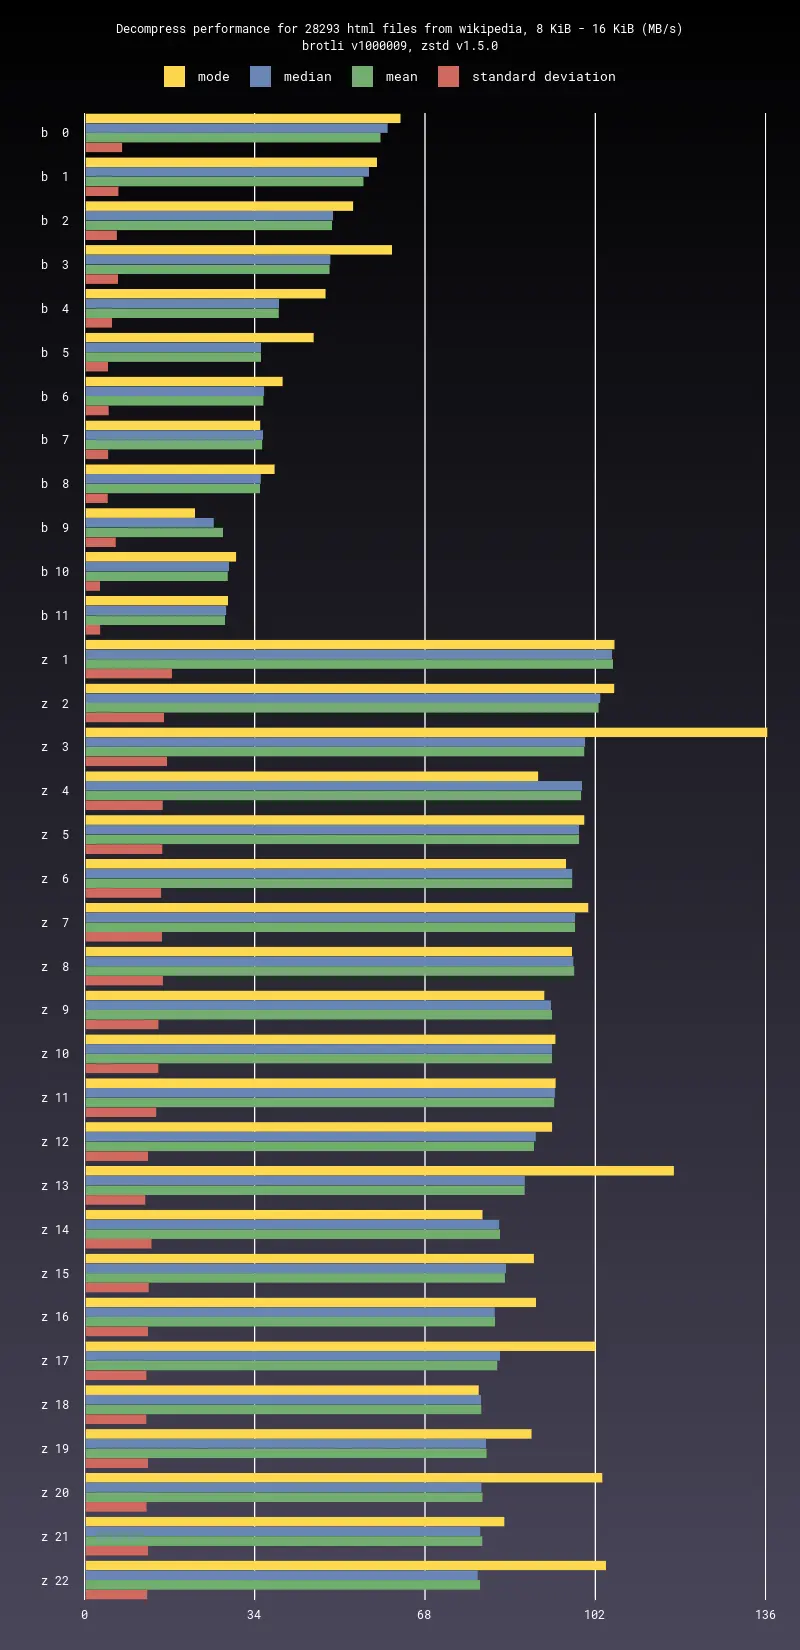 Decompress performance for 28293 html files from wikipedia, 8 KiB - 16 KiB (MB/s)
brotli v1000009, zstd v1.5.0
mode median mean standard deviation
b 0
b 1
b 2
b 3
b 4
b 5
b 6
b 7
b 8
b 9
b 10
b 11
z 1
z 2
z 3
z 4
z 5
z 6
z 7
z 8
z 9
z 10
z 11
z 12
z 13
z 14
z 15
z 16
z 17
z 18
z 19
z 20
z 21
z 22
0 34 68 102 136